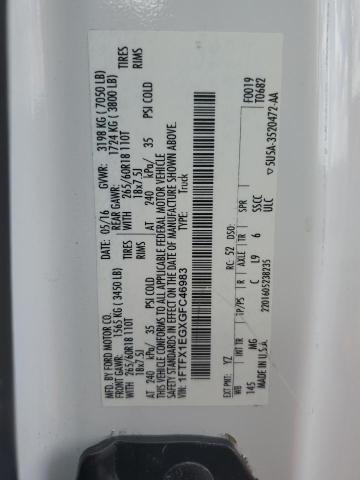 MFD. BY FORD MOTOR CO.
DATE: 05/16 GVWR: 3198 KG ( 7050 LB)
FRONT GAWR: 1565 KG ( 3450 LB) REAR GAWR: 1724 KG ( 3800 LB)
WITH 265/60R18 110T TIRES WITH 265/60R18 110T TIRES
18x7.5J RIMS 18x7.5J RIMS
AT 240 kPa/ 35 PSI COLD AT 240 kPa/ 35 PSI COLD
THIS VEHICLE CONFORMS TO ALL APPLICABLE FEDERAL MOTOR VEHICLE
SAFETY STANDARDS IN EFFECT ON THE DATE OF MANUFACTURE SHOWN ABOVE.
VIN: 1FTFX1EGXGFC46983 TYPE: Truck
F0019
T0682
EXT PNT: YZ RC: 52 DSO:
WB BRK INT TR TP/PS R AXLE TR SPR
145 MG C L9 6 SSCC
MADE IN U.S.A. ULC
2201605238235
▽5U5A-3520472-AA